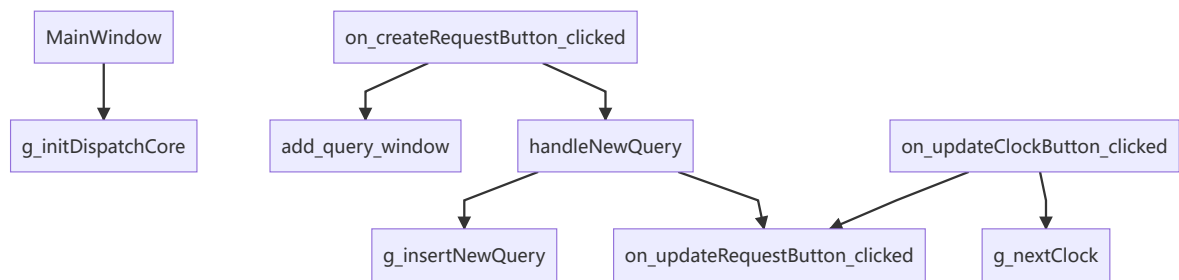 MainWindow
on_createRequestButton_clicked
g_initDispatchCore
add_query_window
handleNewQuery
on_updateClockButton_clicked
g_insertNewQuery
on_updateRequestButton_clicked
g_nextClock